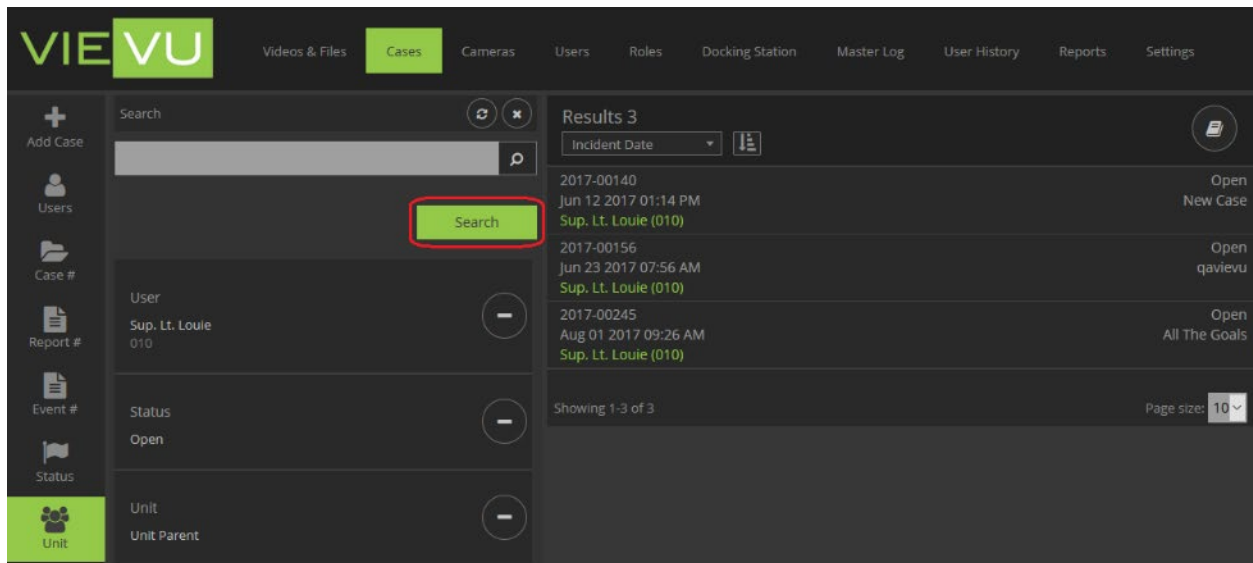 VIEVU
Videos & Files Cases Cameras Users Roles Docking Station Master Log User History Reports Settings
Add Case
Users
Case #
Report #
Event #
Status
Unit
Search
Search
User
Sup. Lt. Louie
010
Status
Open
Unit
Unit Parent
Results 3
Incident Date
2017-00140 Open
Jun 12 2017 01:14 PM New Case
Sup. Lt. Louie (010)
2017-00156 Open
Jun 23 2017 07:56 AM qavievu
Sup. Lt. Louie (010)
2017-00245 Open
Aug 01 2017 09:26 AM All The Goals
Sup. Lt. Louie (010)
Showing 1-3 of 3 Page size: 10